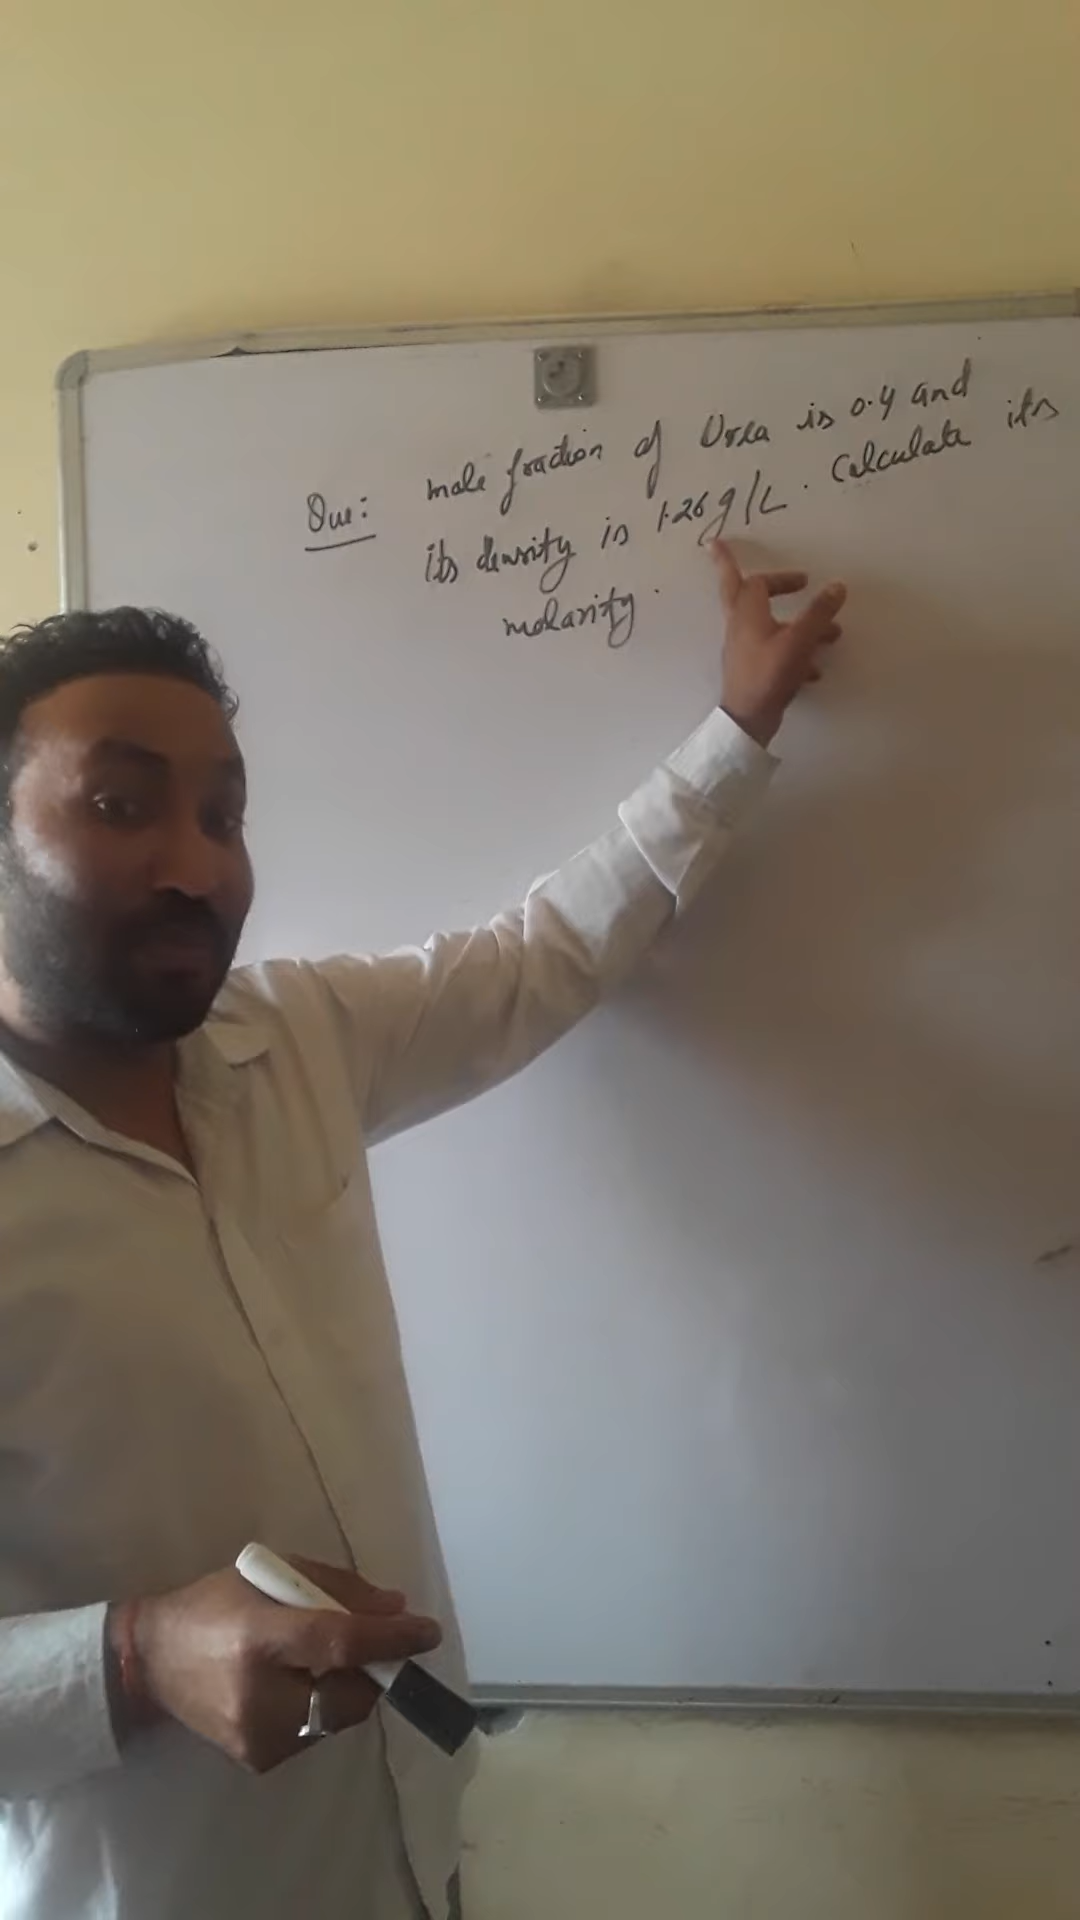 Que: mole fraction of Urea is 0.4 and
its density is 1.26 g/L. Calculate its
molarity.